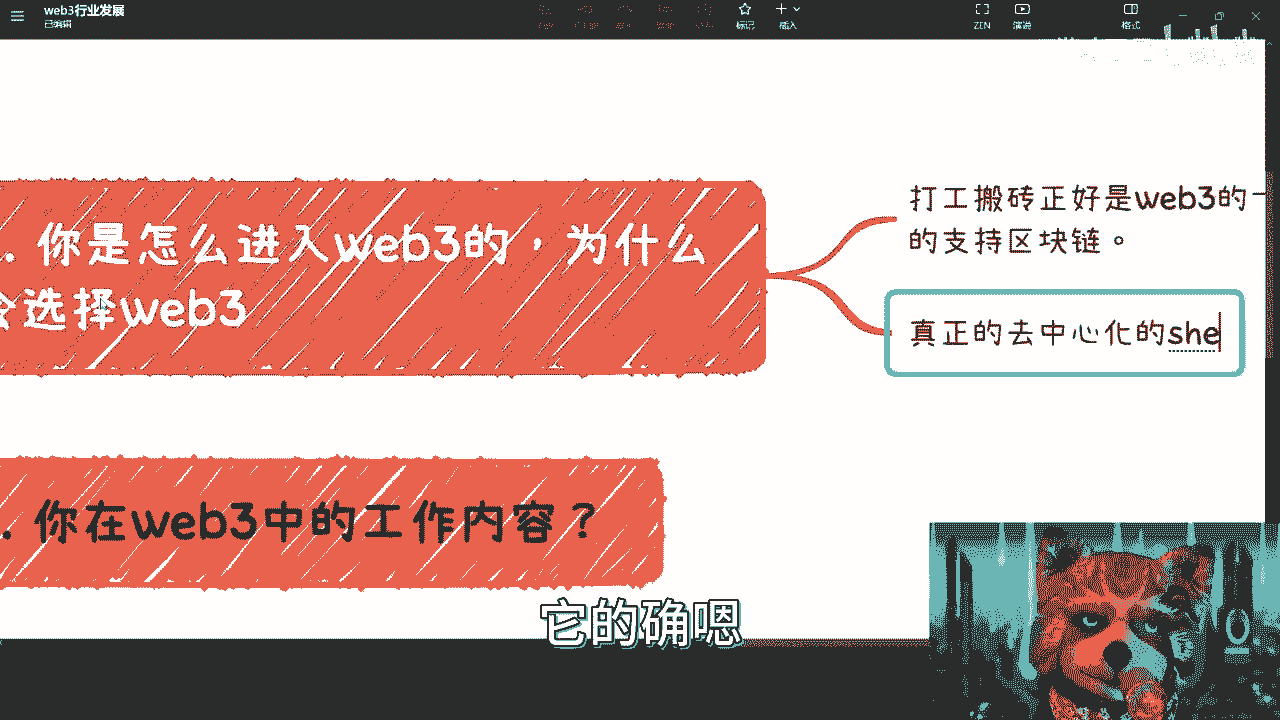 web3行业发展
已编辑
标记
插入
ZEN
演说
格式
. 你是怎么进入web3的，为什么
会选择web3
打工搬砖正好是web3的一
的支持区块链。
真正的去中心化的she
. 你在web3中的工作内容？
它的确嗯